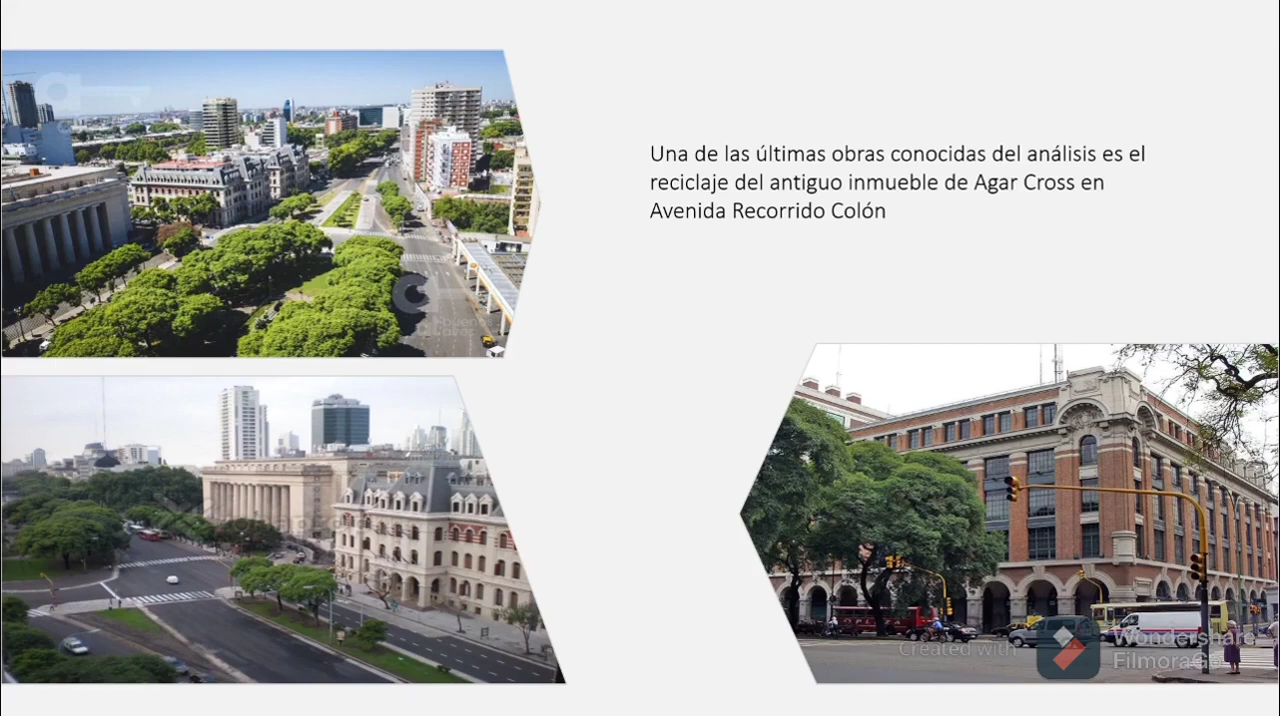 Una de las últimas obras conocidas del análisis es el
reciclaje del antiguo inmueble de Agar Cross en
Avenida Recorrido Colón
Created with
Wondershare
Filmora